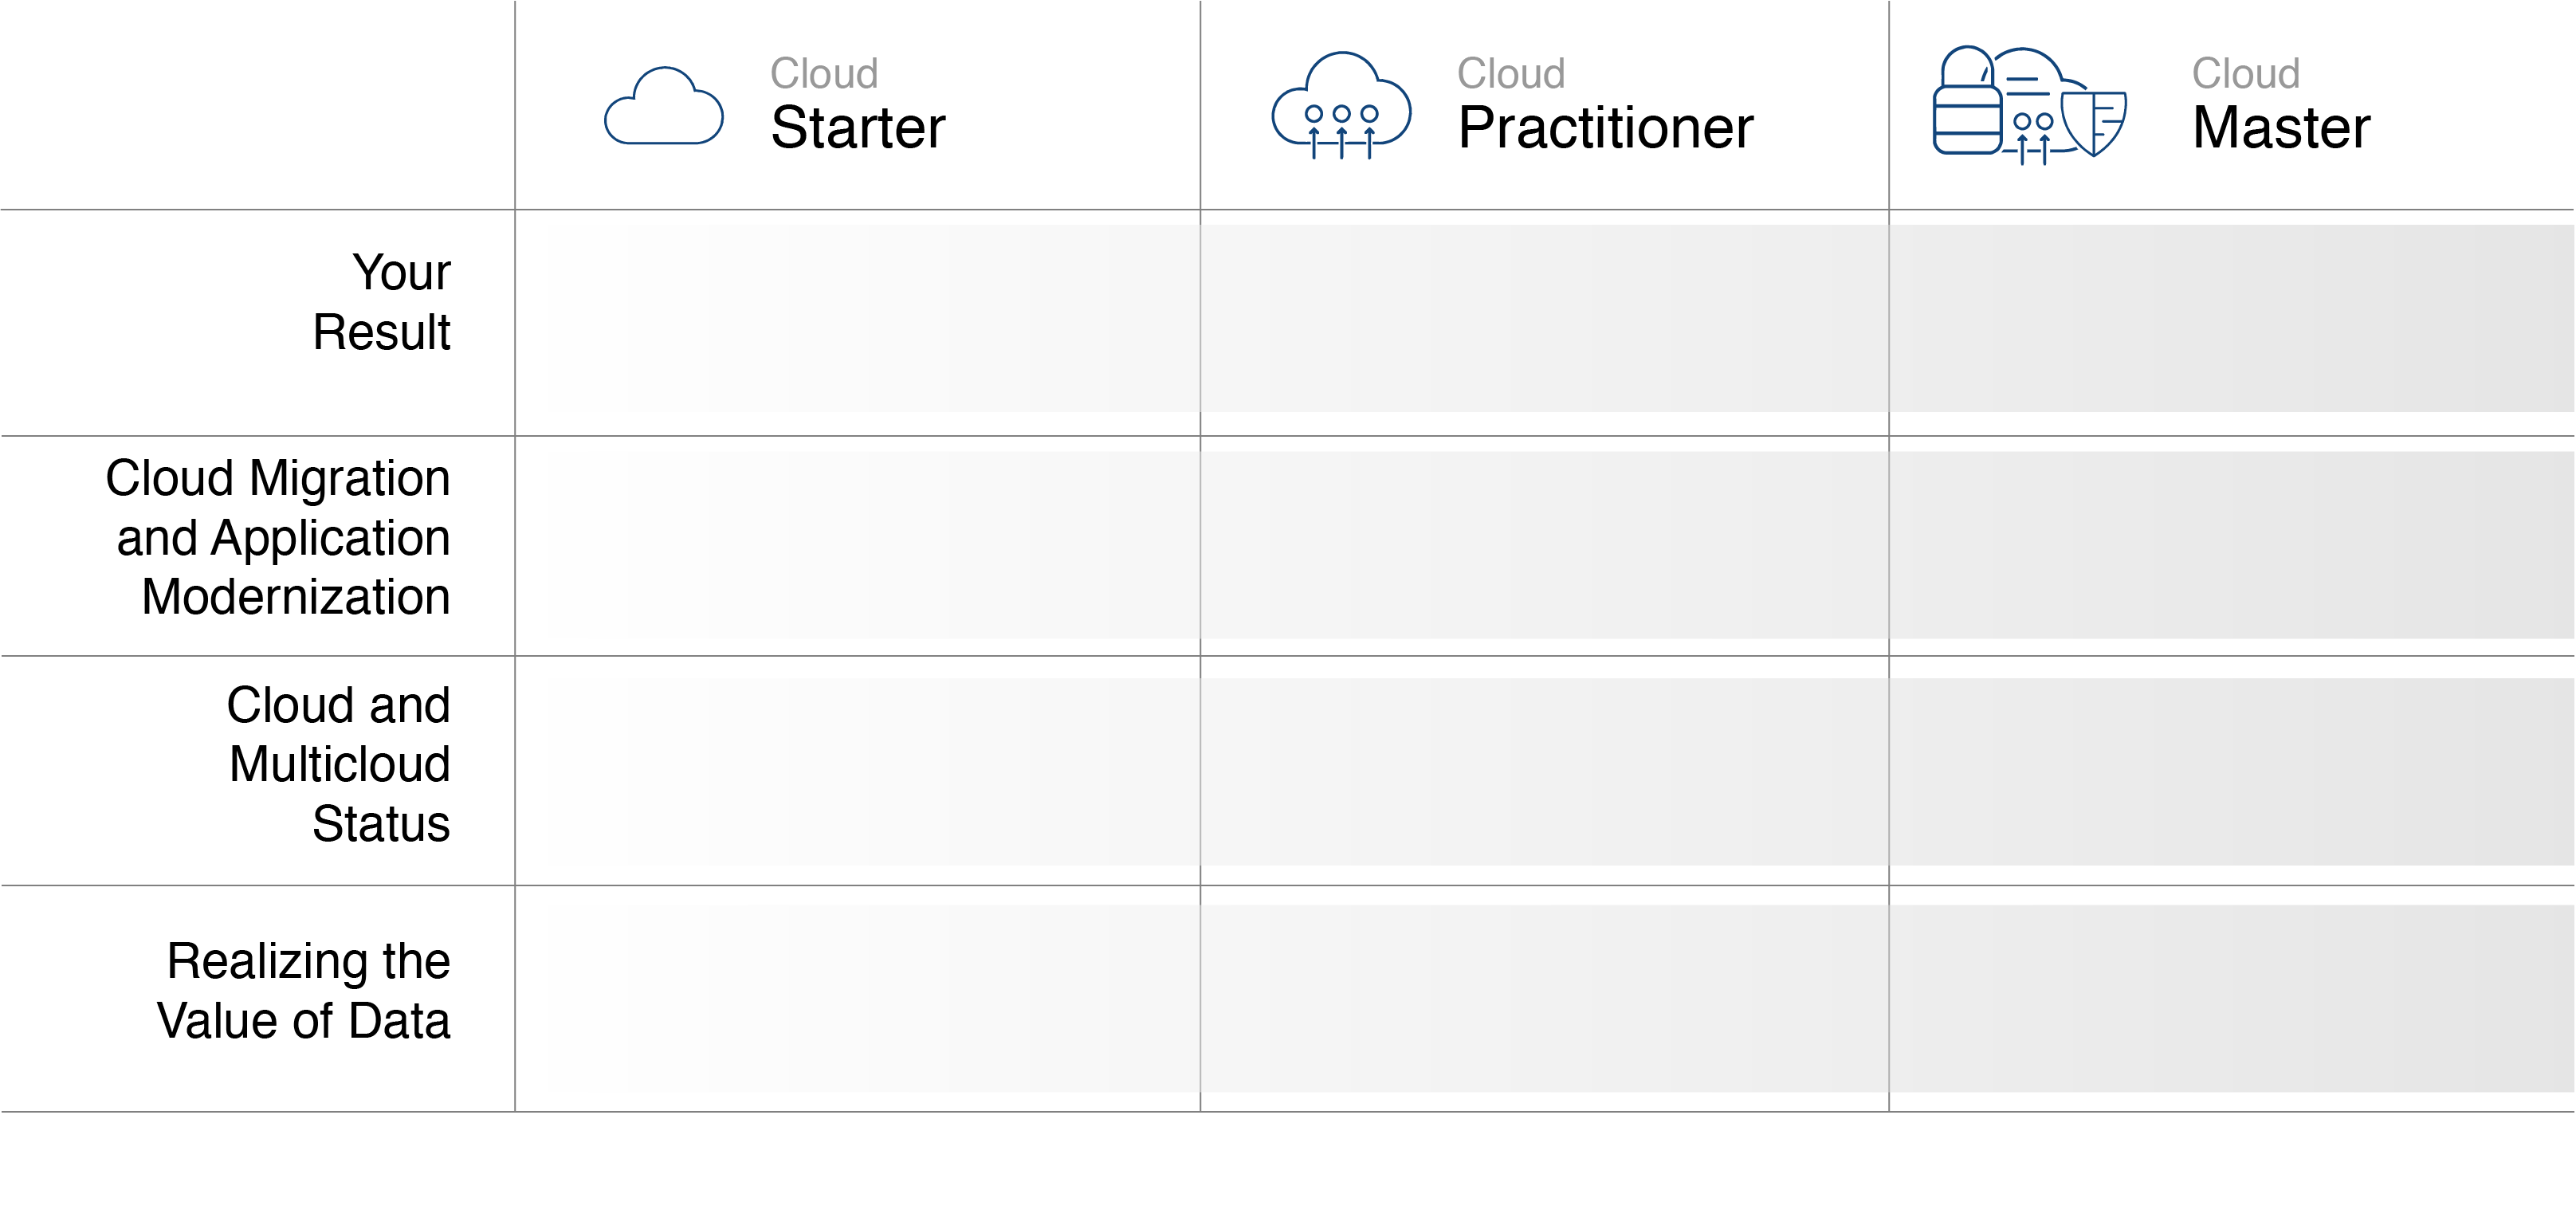 Cloud
Starter
Cloud
Practitioner
Cloud
Master
Your
Result
Cloud Migration
and Application
Modernization
Cloud and
Multicloud
Status
Realizing the
Value of Data